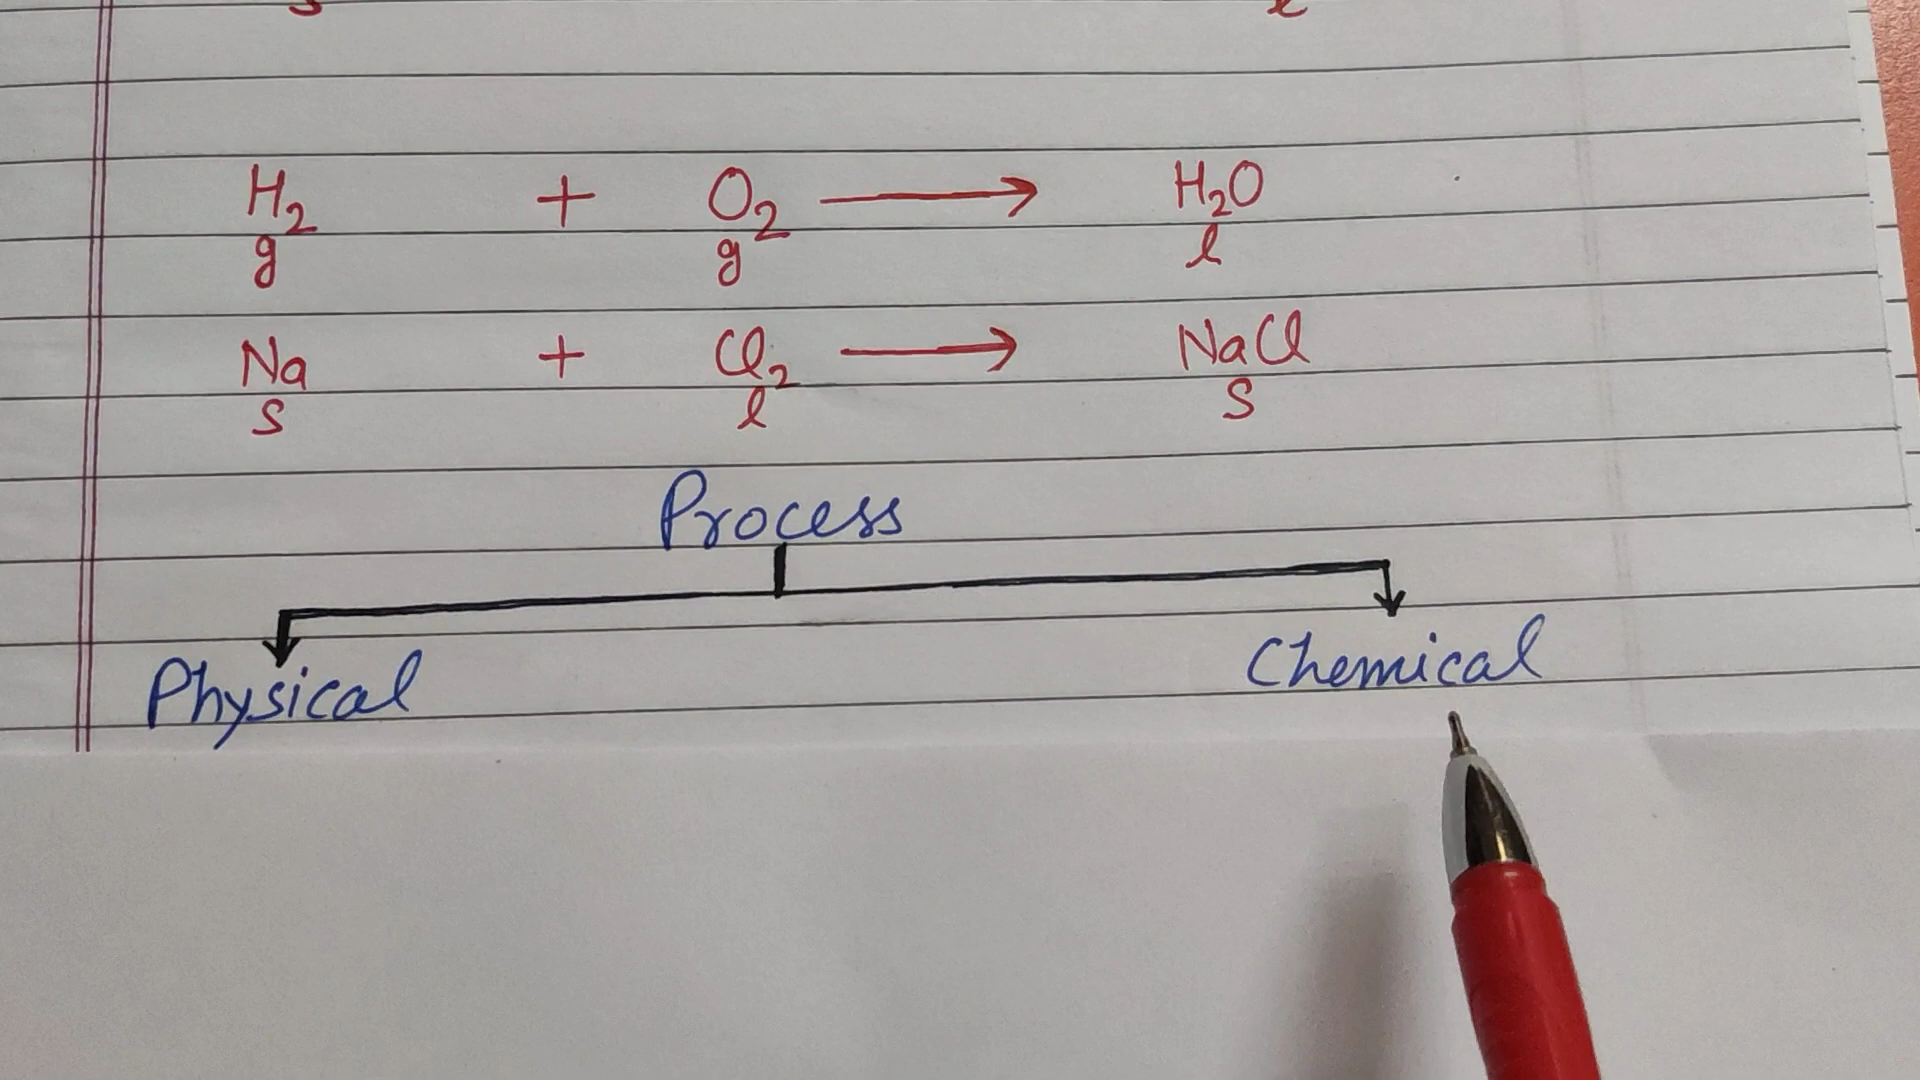 H₂ + O₂ → H₂O
g g l
Na + Cl₂ → NaCl
s l s
Process
Physical Chemical